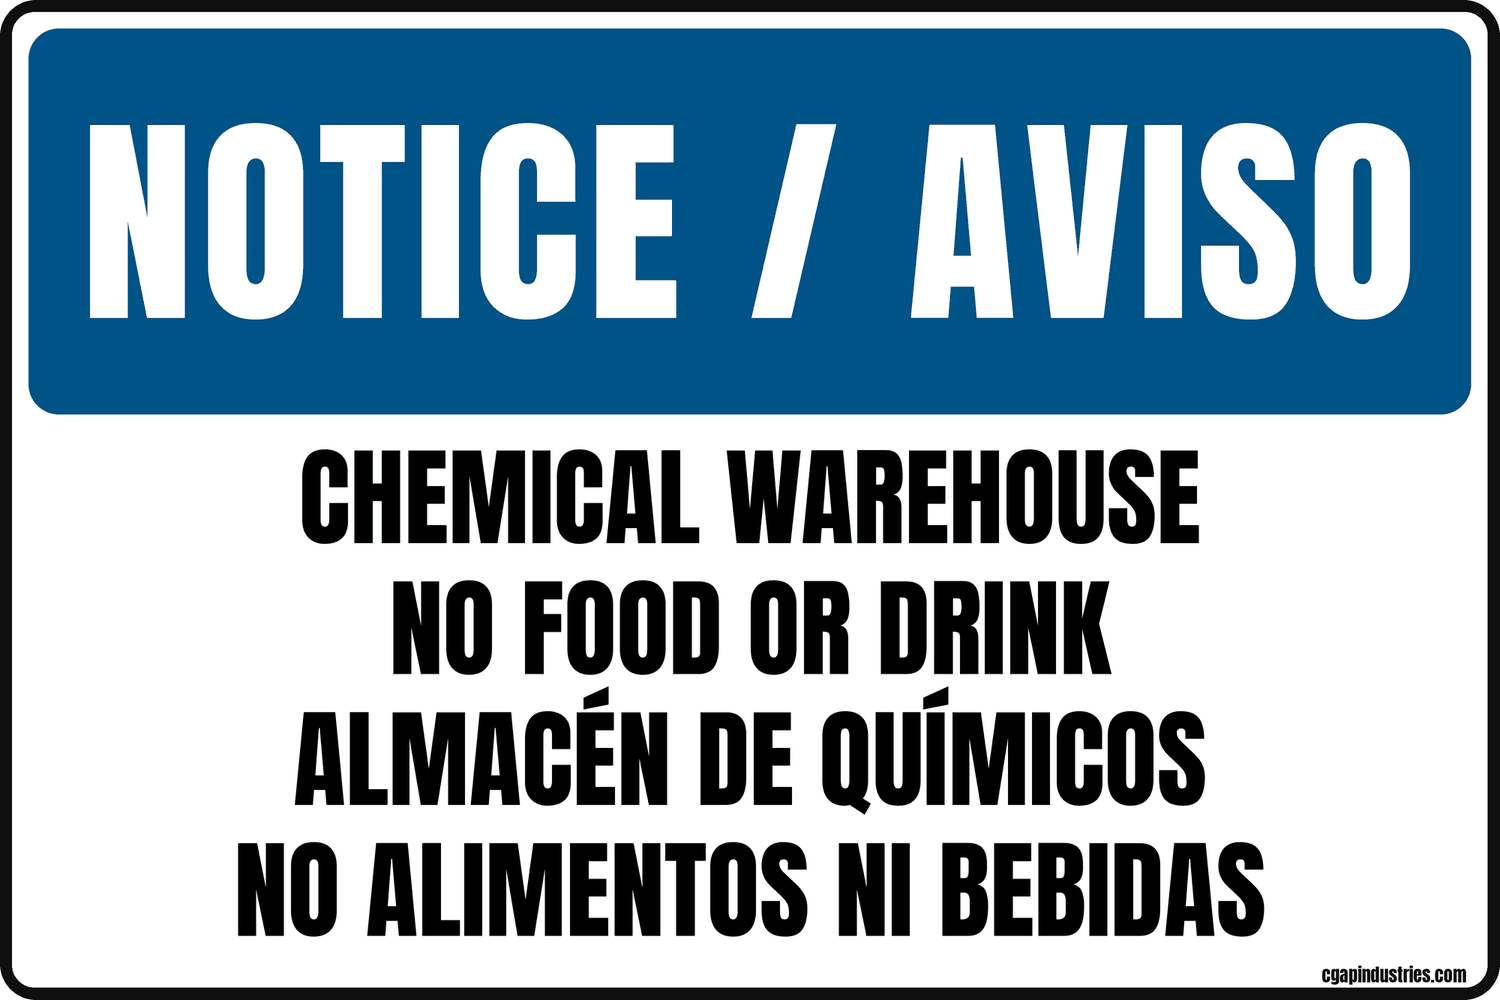 NOTICE / AVISO
CHEMICAL WAREHOUSE
NO FOOD OR DRINK
ALMACÉN DE QUÍMICOS
NO ALIMENTOS NI BEBIDAS
cgapindustries.com